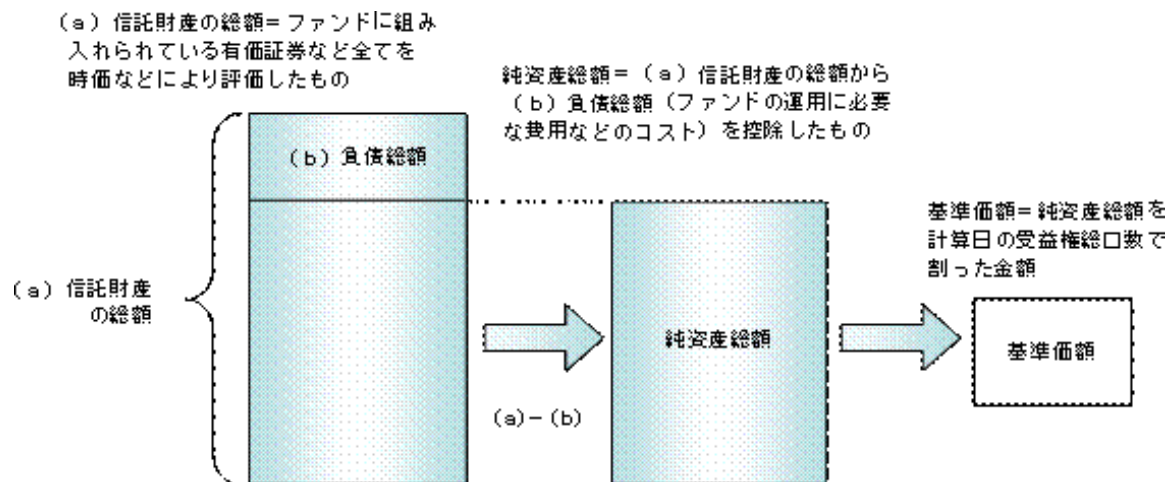 (a)信託財産の総額=ファンドに組み
入れられている有価証券など全てを
時価などにより評価したもの
純資産総額=(a)信託財産の総額から
(b)負債総額(ファンドの運用に必要
な費用などのコスト)を控除したもの
(b)負債総額
基準価額=純資産総額を
計算日の受益権総口数で
割った金額
(a)信託財産
の総額
純資産総額
基準価額
(a)-(b)